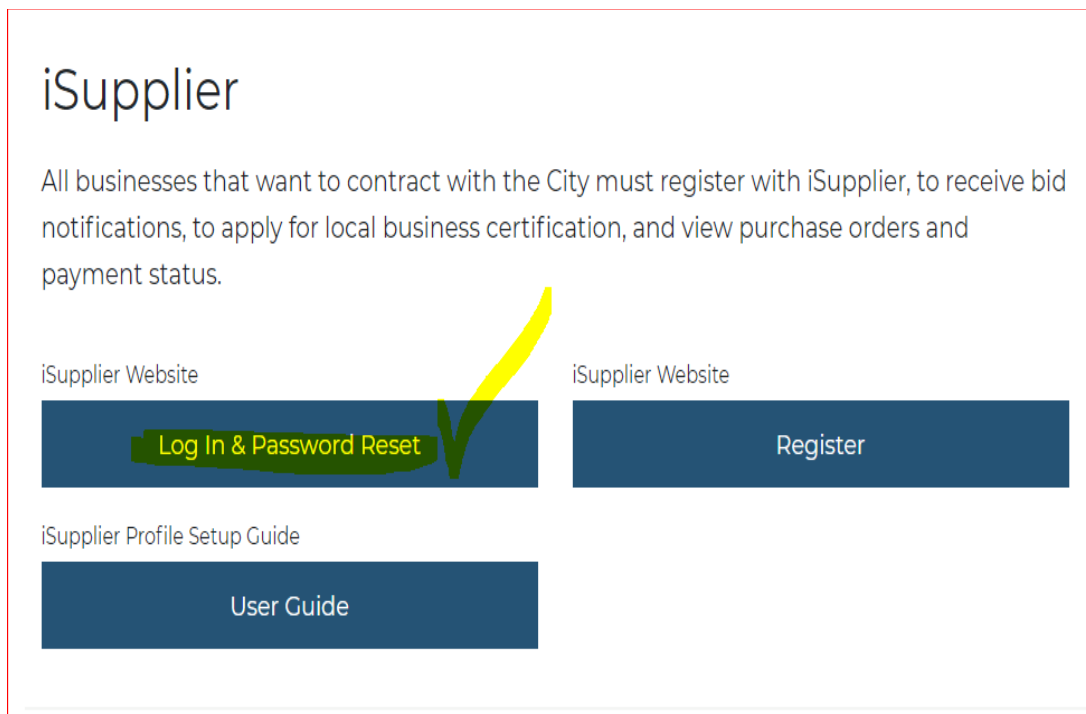 iSupplier
All businesses that want to contract with the City must register with iSupplier, to receive bid
notifications, to apply for local business certification, and view purchase orders and
payment status.
iSupplier Website
Log In & Password Reset
iSupplier Website
Register
iSupplier Profile Setup Guide
User Guide